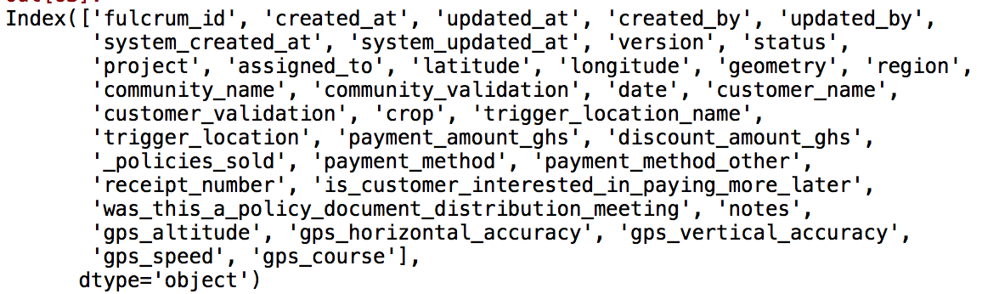 Index(['fulcrum_id', 'created_at', 'updated_at', 'created_by', 'updated_by',
'system_created_at', 'system_updated_at', 'version', 'status',
'project', 'assigned_to', 'latitude', 'longitude', 'geometry', 'region',
'community_name', 'community_validation', 'date', 'customer_name',
'customer_validation', 'crop', 'trigger_location_name',
'trigger_location', 'payment_amount_ghs', 'discount_amount_ghs',
'_policies_sold', 'payment_method', 'payment_method_other',
'receipt_number', 'is_customer_interested_in_paying_more_later',
'was_this_a_policy_document_distribution_meeting', 'notes',
'gps_altitude', 'gps_horizontal_accuracy', 'gps_vertical_accuracy',
'gps_speed', 'gps_course'],
dtype='object')